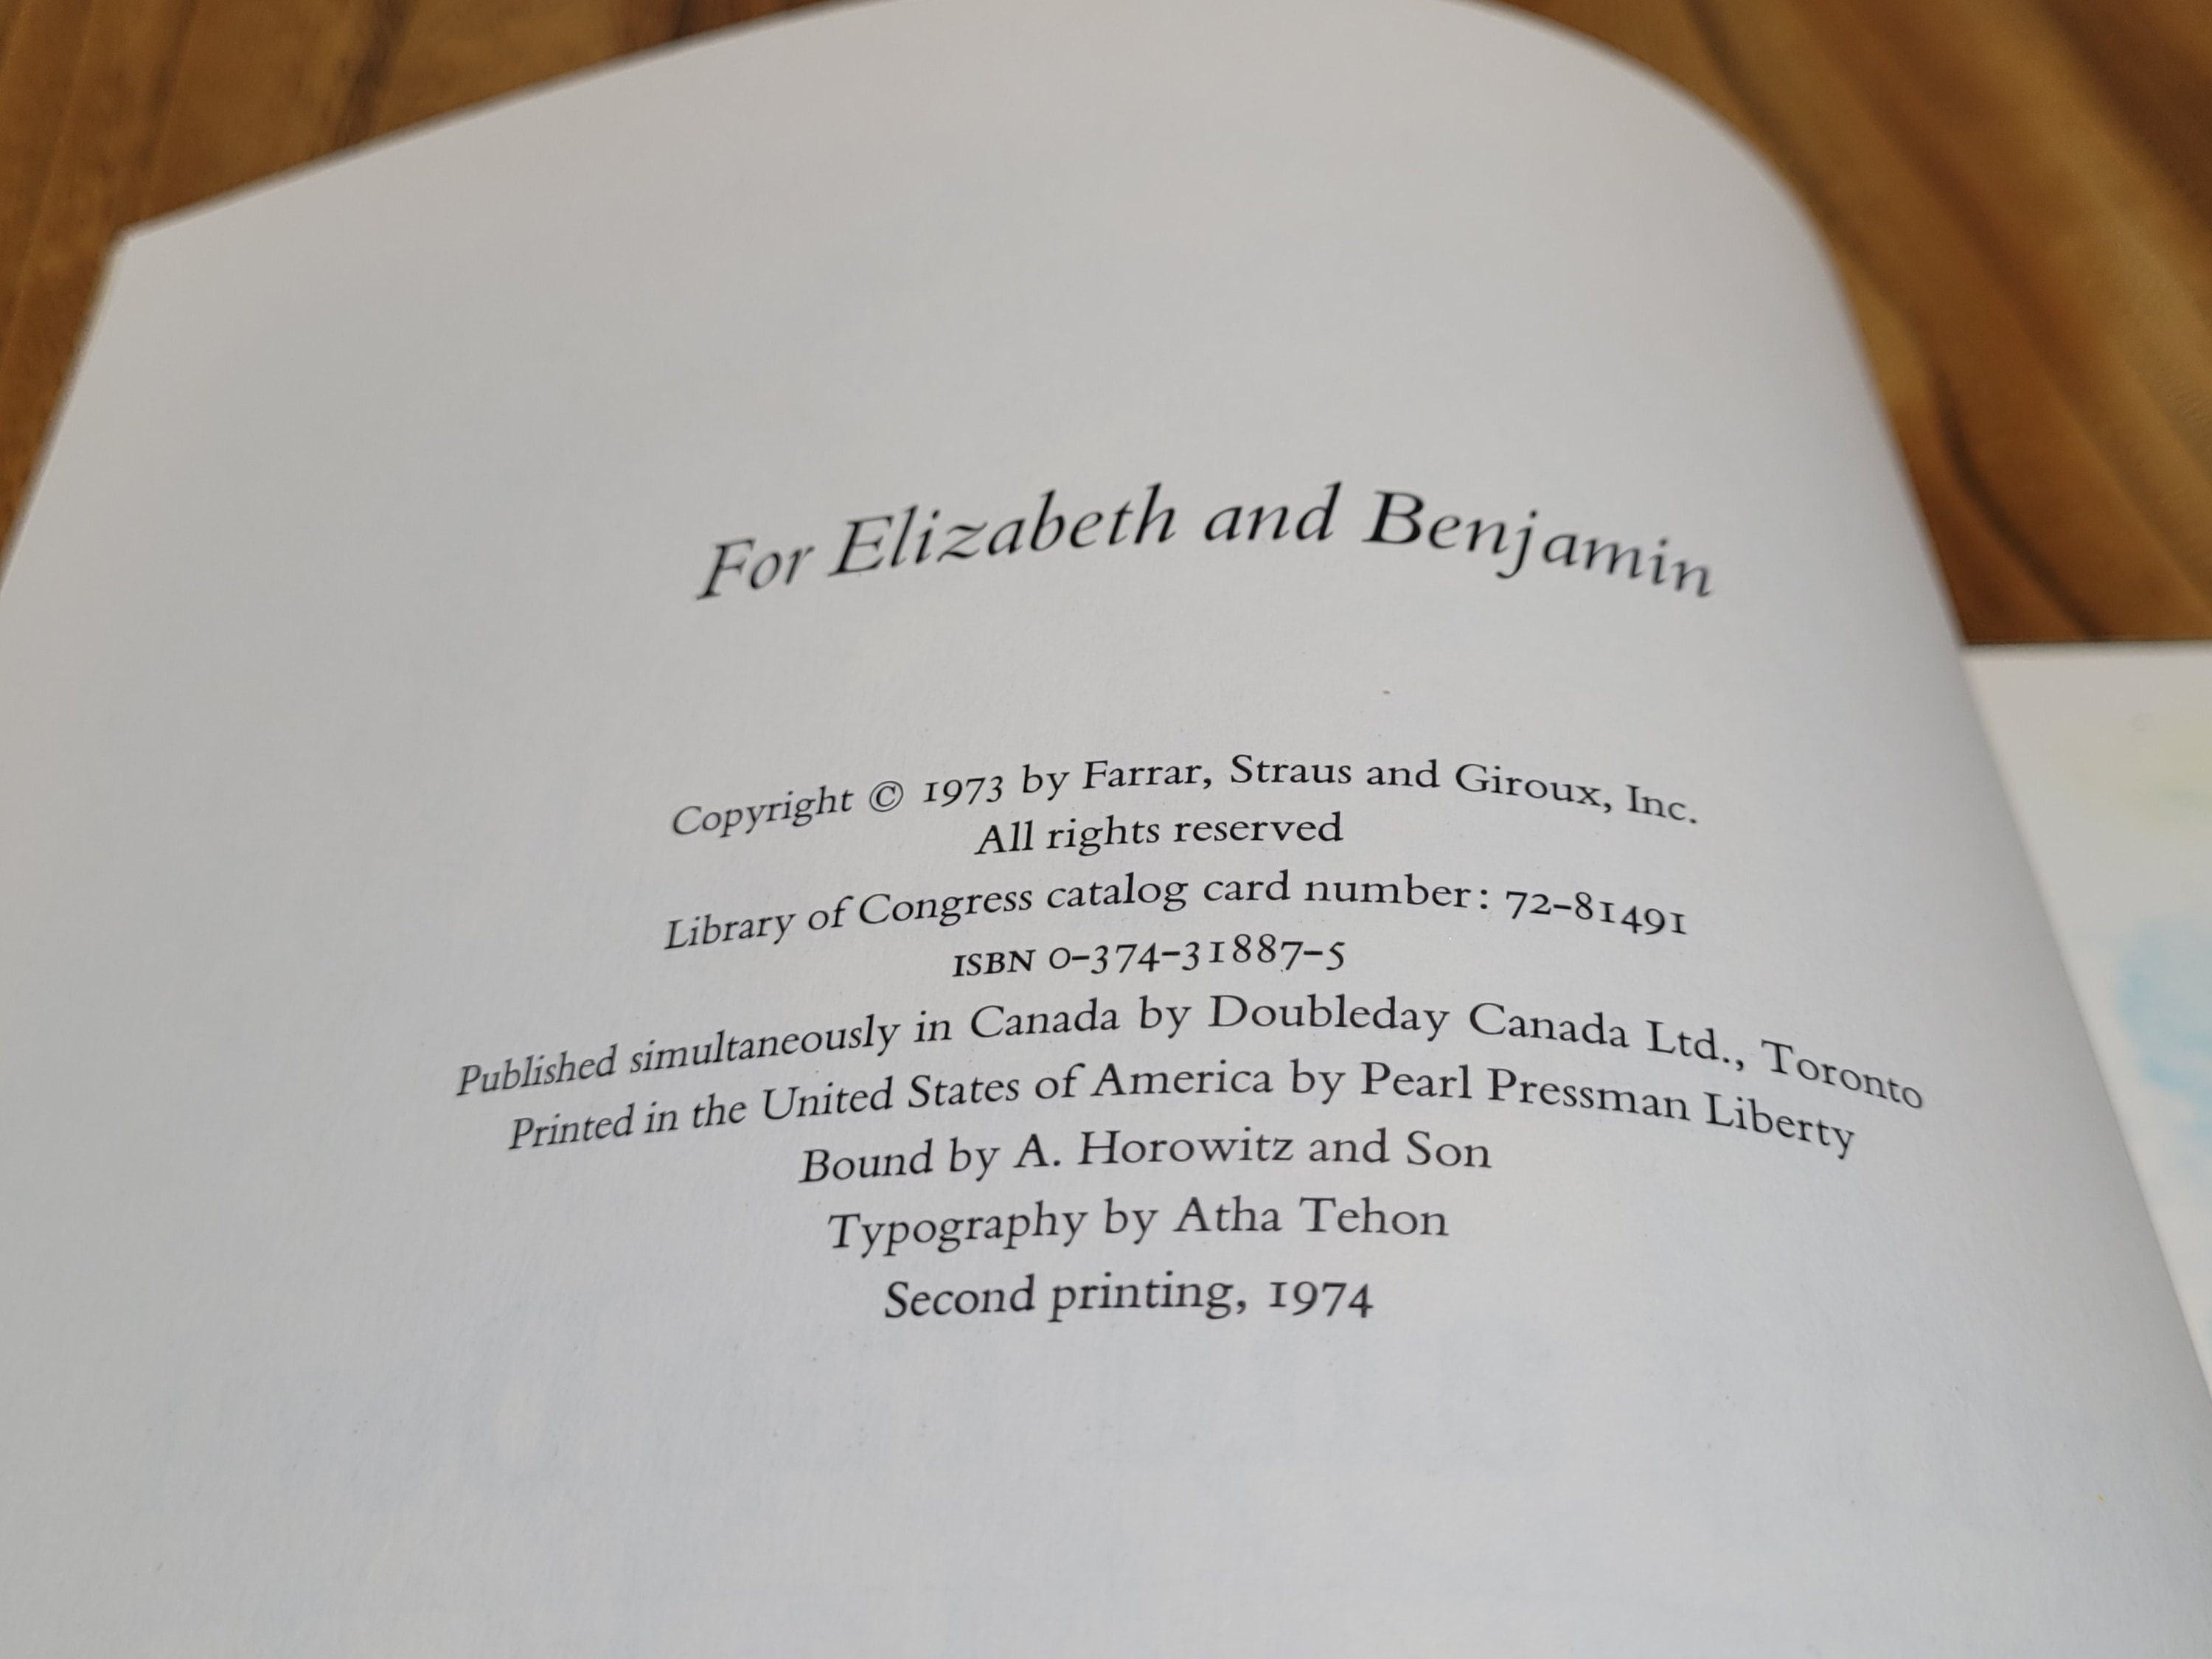 For Elizabeth and Benjamin
Copyright © 1973 by Farrar, Straus and Giroux, Inc.
All rights reserved
Library of Congress catalog card number: 72–81491
ISBN 0–374–31887–5
Published simultaneously in Canada by Doubleday Canada Ltd., Toronto
Printed in the United States of America by Pearl Pressman Liberty
Bound by A. Horowitz and Son
Typography by Atha Tehon
Second printing, 1974